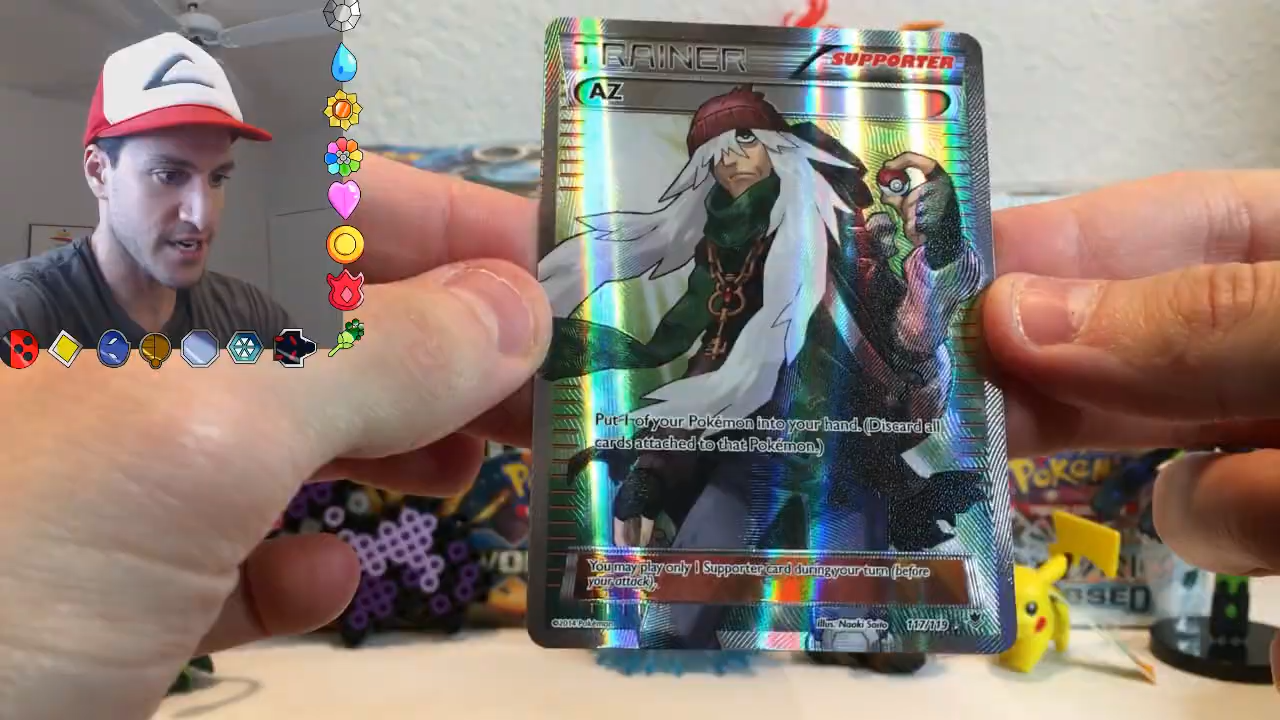 TRAINER
SUPPORTER
AZ
Put 1 of your Pokémon into your hand. (Discard all
cards attached to that Pokémon.)
You may play only 1 Supporter card during your turn (before
your attack).
©2014 Pokémon
illus. Naoki Saito
117/119
POKÉM